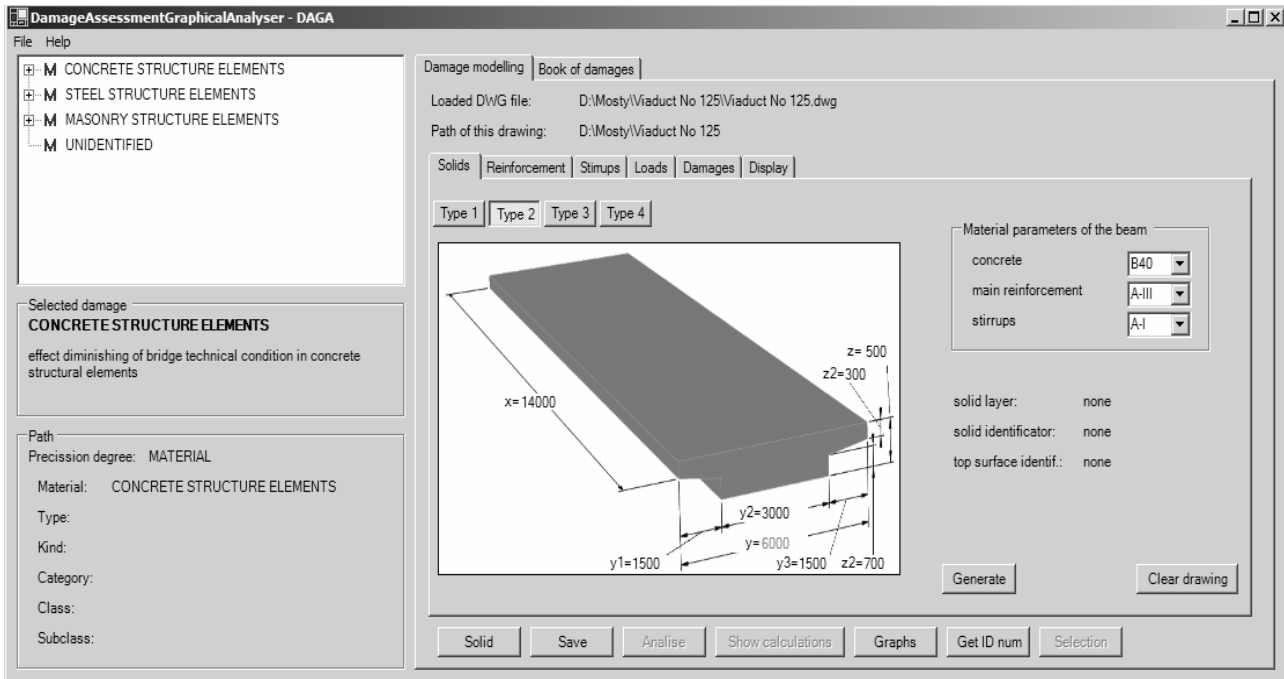 DamageAssessmentGraphicalAnalyser - DAGA
File Help
M CONCRETE STRUCTURE ELEMENTS
M STEEL STRUCTURE ELEMENTS
M MASONRY STRUCTURE ELEMENTS
M UNIDENTIFIED
Selected damage
CONCRETE STRUCTURE ELEMENTS
effect diminishing of bridge technical condition in concrete
structural elements
Path
Precission degree: MATERIAL
Material: CONCRETE STRUCTURE ELEMENTS
Type:
Kind:
Category:
Class:
Subclass:
Damage modelling Book of damages
Loaded DWG file: D:\Mosty\Viaduct No 125\Viaduct No 125.dwg
Path of this drawing: D:\Mosty\Viaduct No 125
Solids Reinforcement Stirrups Loads Damages Display
Type 1 Type 2 Type 3 Type 4
z= 500
z2=300
x= 14000
y2=3000
y= 6000
y1=1500 y3=1500 z2=700
Material parameters of the beam
concrete B40
main reinforcement A-III
stirrups A-I
solid layer: none
solid identificator: none
top surface identif.: none
Generate Clear drawing
Solid Save Analise Show calculations Graphs Get ID num Selection